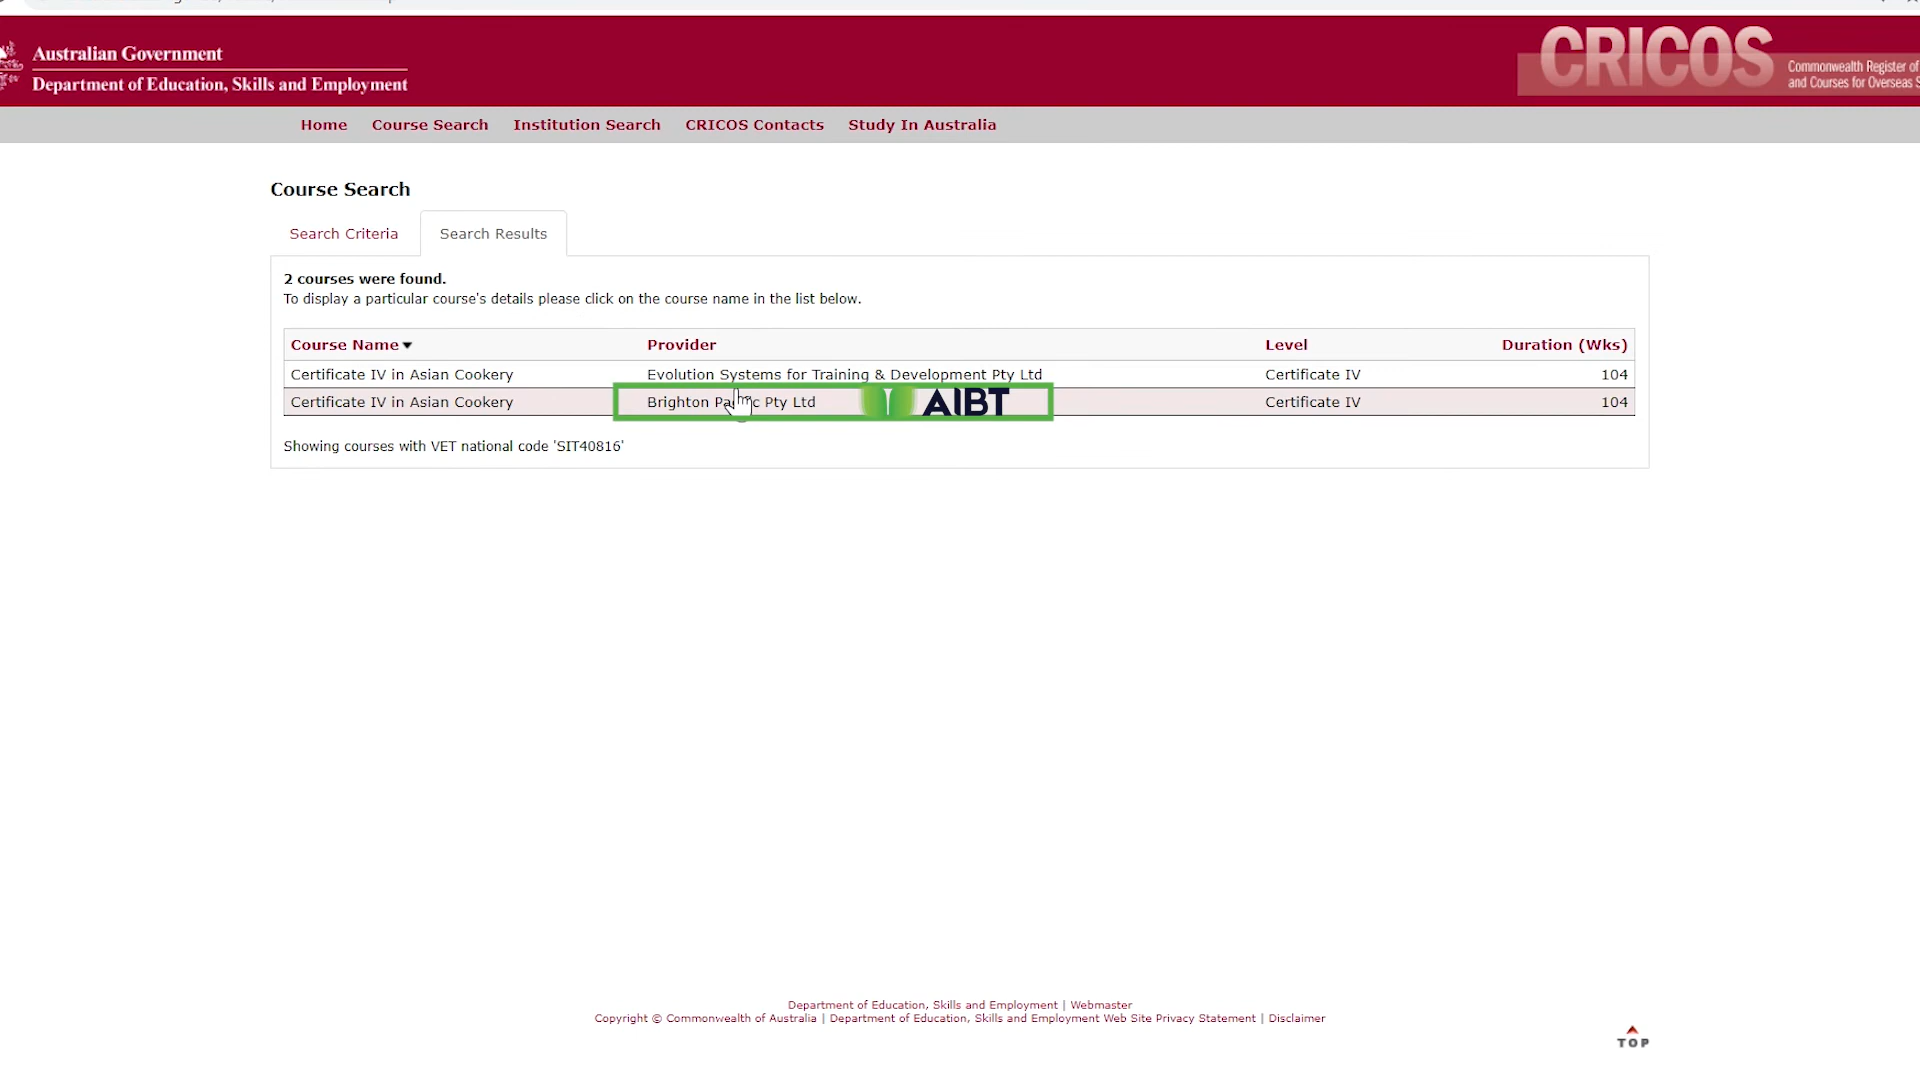 Australian Government
Department of Education, Skills and Employment
CRICOS
Commonwealth Register of
and Courses for Overseas
Home Course Search Institution Search CRICOS Contacts Study In Australia
Course Search
Search Criteria Search Results
2 courses were found.
To display a particular course's details please click on the course name in the list below.
Course Name Provider Level Duration (Wks)
Certificate IV in Asian Cookery Evolution Systems for Training & Development Pty Ltd Certificate IV 104
Certificate IV in Asian Cookery Brighton Pacific Pty Ltd AIBT Certificate IV 104
Showing courses with VET national code 'SIT40816'
Department of Education, Skills and Employment | Webmaster
Copyright © Commonwealth of Australia | Department of Education, Skills and Employment Web Site Privacy Statement | Disclaimer
TOP